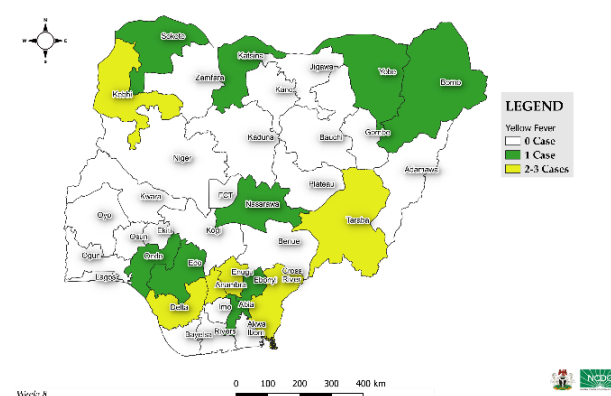 N
W
E
S
Sokoto
Katsina
Jigawa
Yobe
Borno
Zamfara
Kano
Kebbi
Gombe
Kaduna
Bauchi
Niger
Adamawa
Plateau
FCT
Kwara
Nasarawa
Taraba
Oyo
Kogi
Osun
Ekiti
Benue
Ogun
Ondo
Edo
Lagos
Enugu
Cross
River
Anambra
Ebonyi
Delta
Imo
Abia
Akwa
Ibom
Bayelsa
Rivers
LEGEND
Yellow Fever
0 Case
1 Case
2-3 Cases
Week 8
0 100 200 300 400 km
NCDC